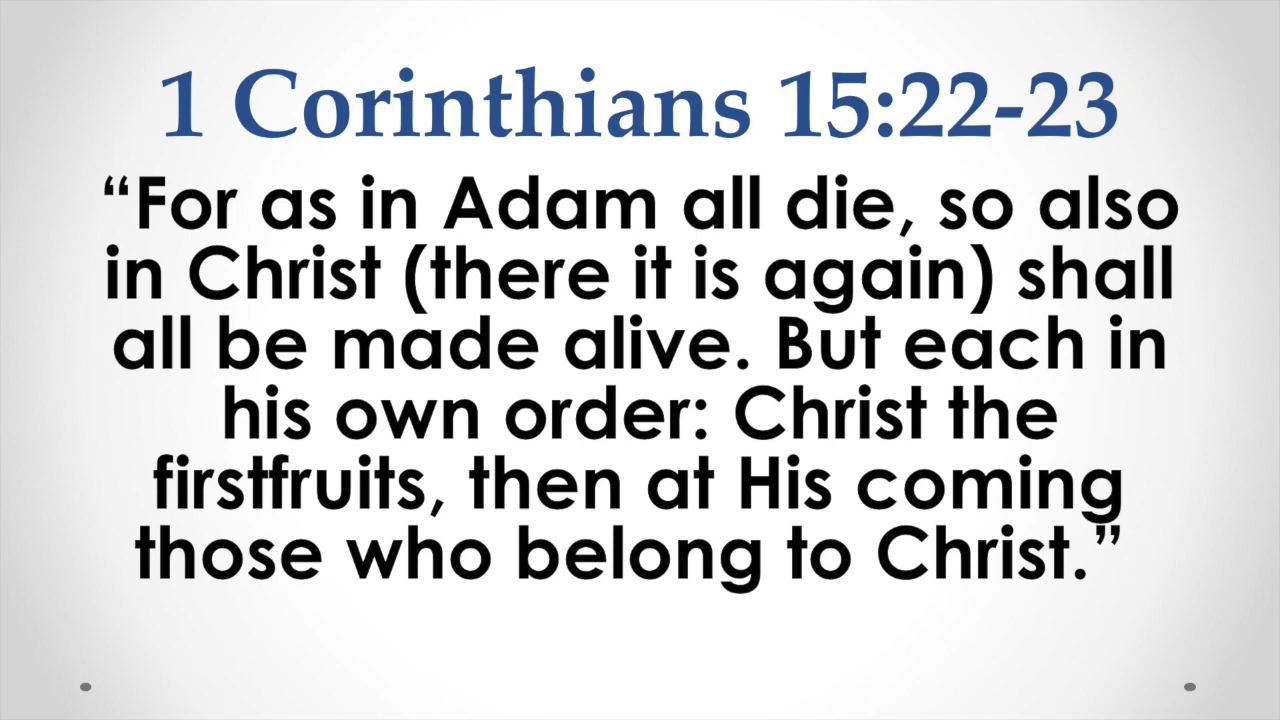 1 Corinthians 15:22-23
“For as in Adam all die, so also
in Christ (there it is again) shall
all be made alive. But each in
his own order: Christ the
firstfruits, then at His coming
those who belong to Christ.”